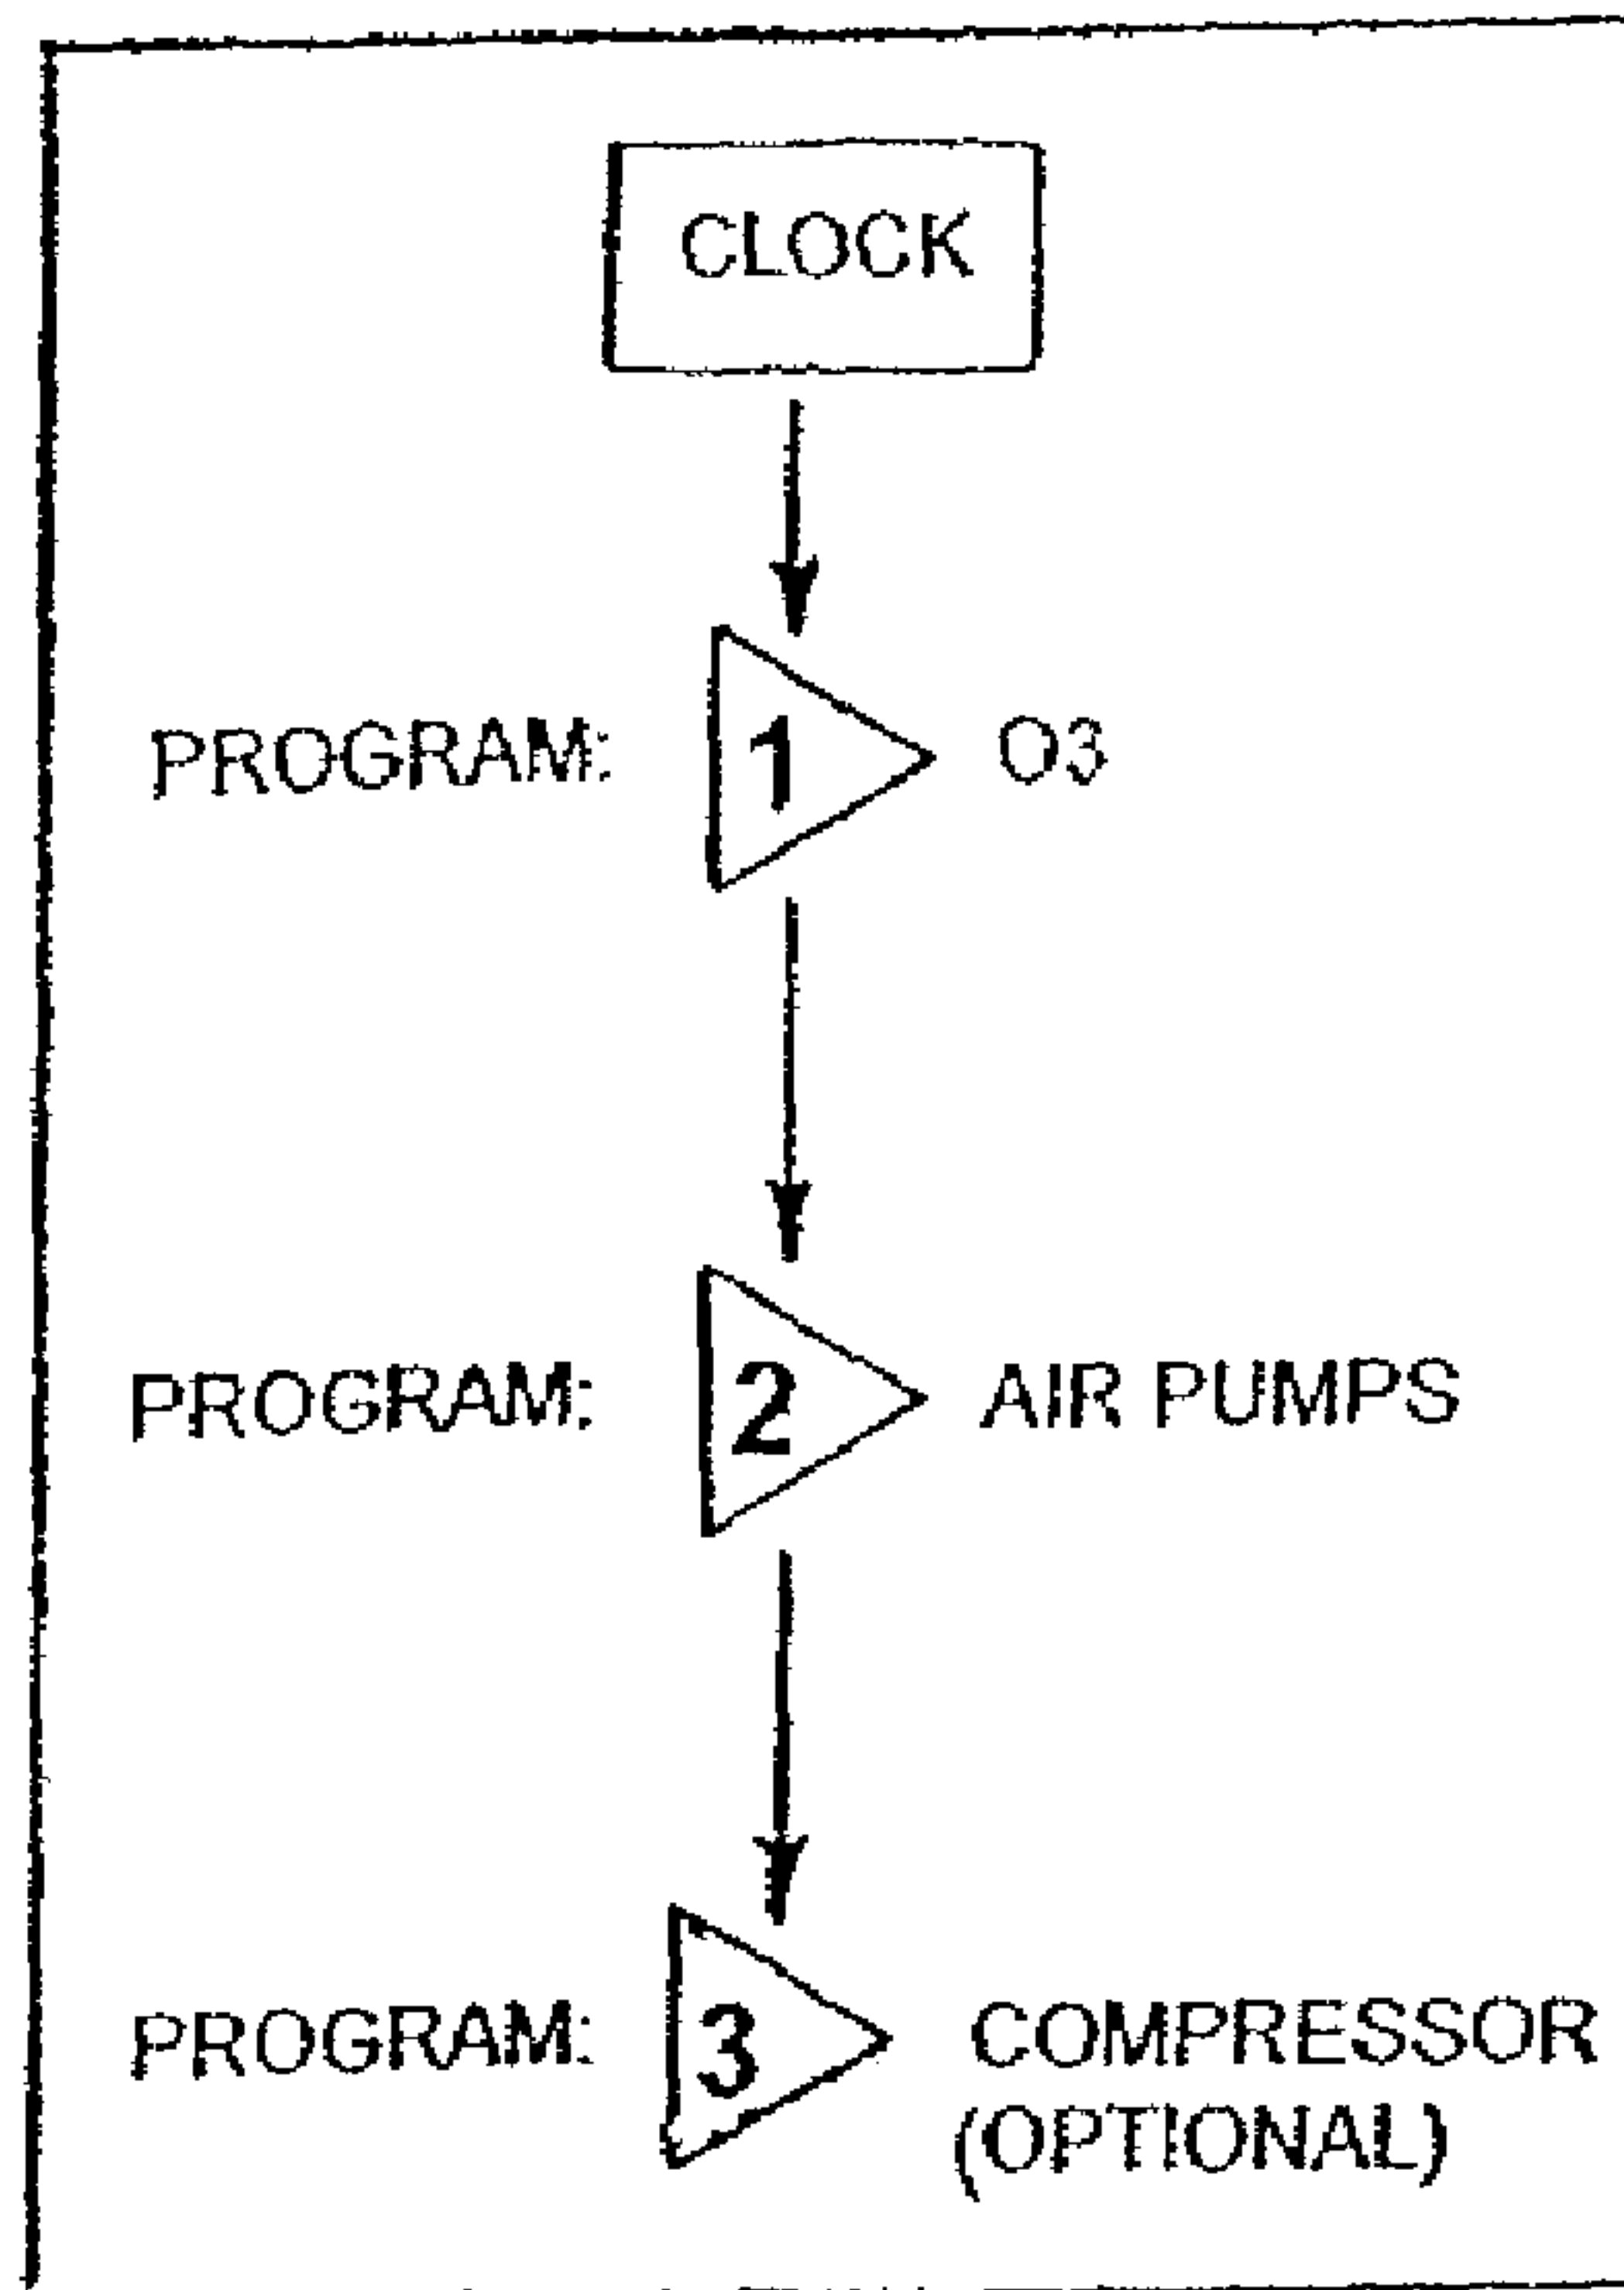 CLOCK
PROGRAM: 1 O3
PROGRAM: 2 AIR PUMPS
PROGRAM: 3 COMPRESSOR
(OPTIONAL)